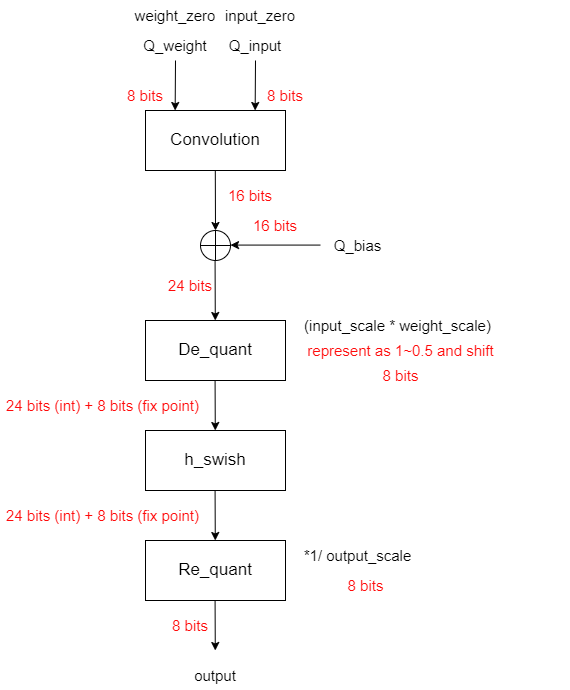 weight_zero input_zero
Q_weight Q_input
8 bits 8 bits
Convolution
16 bits
16 bits
Q_bias
24 bits
De_quant
(input_scale * weight_scale)
represent as 1~0.5 and shift
8 bits
24 bits (int) + 8 bits (fix point)
h_swish
24 bits (int) + 8 bits (fix point)
Re_quant
*1/ output_scale
8 bits
8 bits
output